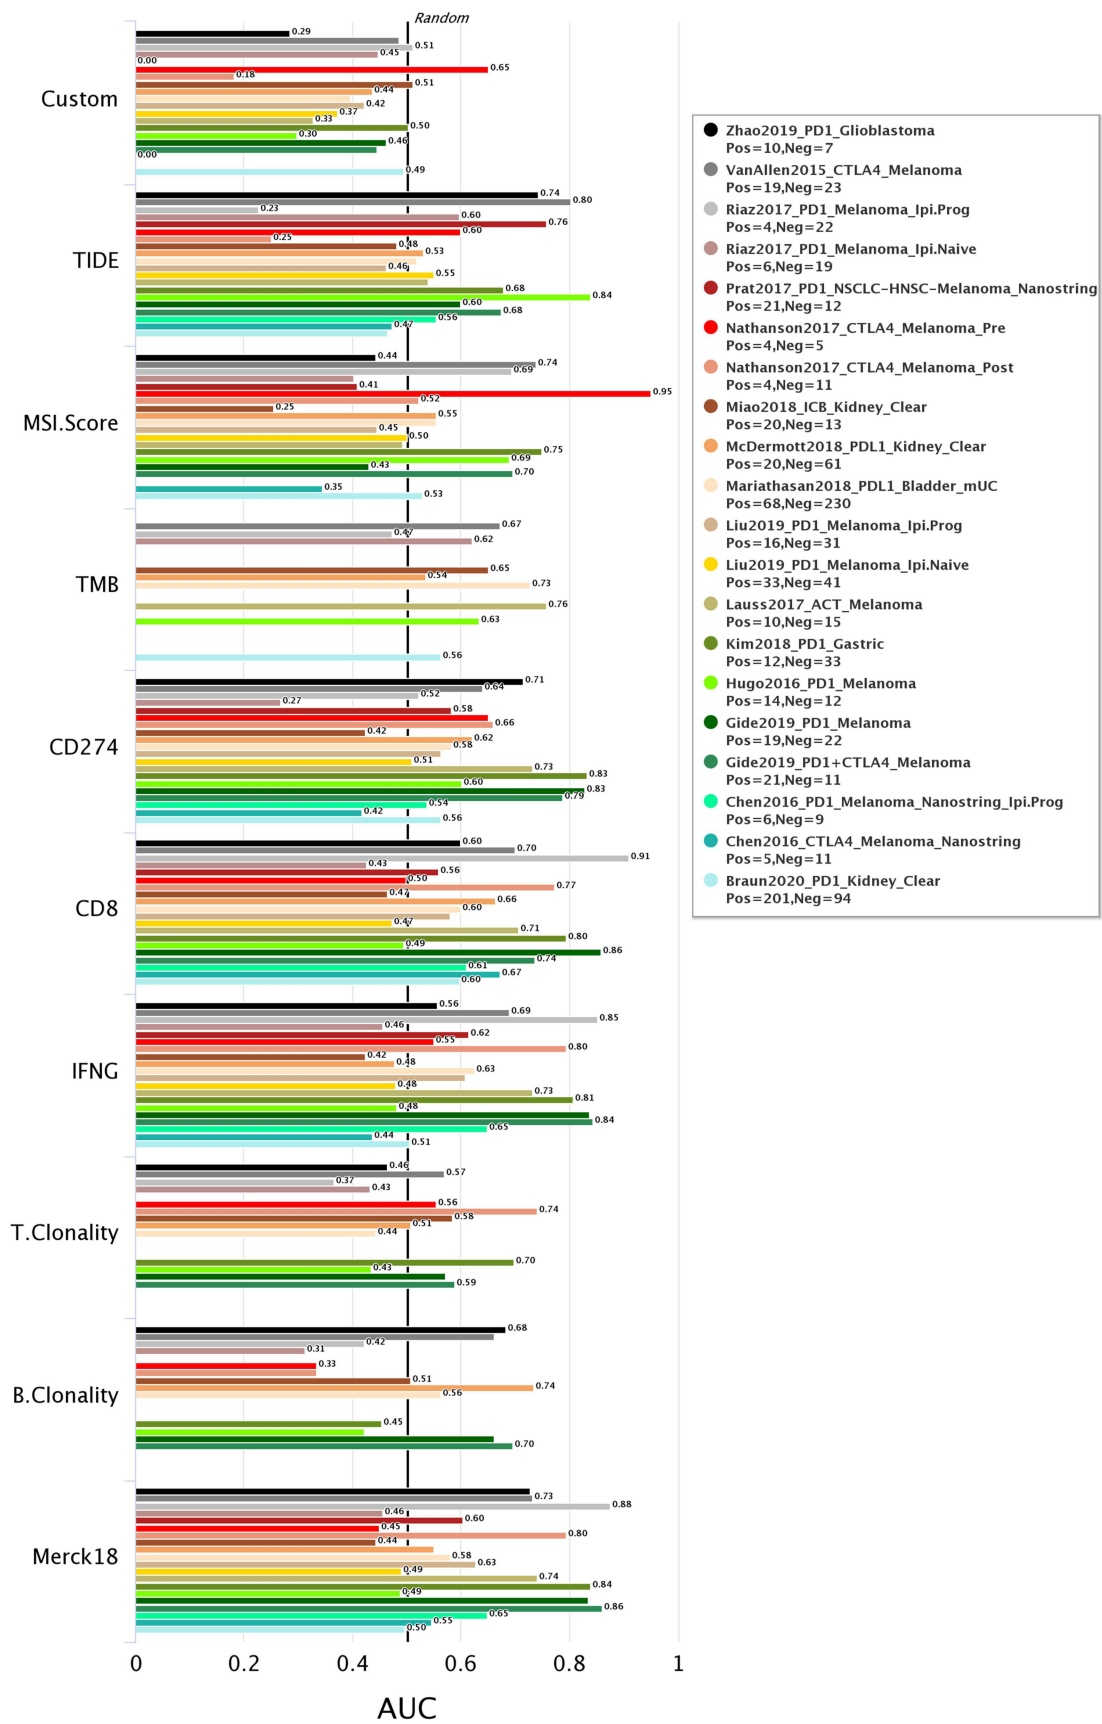 Random
Custom
0.29
0.51
0.45
0.00
0.65
0.18
0.51
0.44
0.42
0.37
0.33
0.50
0.30
0.46
0.00
0.49
TIDE
0.74
0.80
0.23
0.60
0.76
0.60
0.25
0.48
0.53
0.46
0.55
0.68
0.84
0.60
0.68
0.56
0.47
MSI.Score
0.44
0.74
0.69
0.41
0.95
0.52
0.25
0.55
0.45
0.50
0.75
0.69
0.43
0.70
0.35
0.53
TMB
0.67
0.47
0.62
0.65
0.54
0.73
0.76
0.63
0.56
CD274
0.71
0.64
0.52
0.27
0.58
0.66
0.42
0.62
0.58
0.51
0.73
0.83
0.60
0.83
0.79
0.54
0.42
0.56
CD8
0.60
0.70
0.91
0.43
0.56
0.50
0.77
0.47
0.66
0.60
0.47
0.71
0.80
0.49
0.86
0.74
0.61
0.67
0.60
IFNG
0.56
0.69
0.85
0.46
0.62
0.55
0.80
0.42
0.48
0.63
0.48
0.73
0.81
0.48
0.84
0.65
0.44
0.51
T.Clonality
0.46
0.57
0.37
0.43
0.56
0.74
0.58
0.51
0.44
0.70
0.43
0.59
B.Clonality
0.68
0.42
0.31
0.33
0.51
0.74
0.56
0.45
0.70
Merck18
0.73
0.88
0.46
0.60
0.45
0.80
0.44
0.58
0.63
0.49
0.74
0.84
0.49
0.86
0.65
0.55
0.50
0 0.2 0.4 0.6 0.8 1
AUC
Zhao2019_PD1_Glioblastoma
Pos=10,Neg=7
VanAllen2015_CTLA4_Melanoma
Pos=19,Neg=23
Riaz2017_PD1_Melanoma_Ipi.Prog
Pos=4,Neg=22
Riaz2017_PD1_Melanoma_Ipi.Naive
Pos=6,Neg=19
Prat2017_PD1_NSCLC-HNSC-Melanoma_Nanostring
Pos=21,Neg=12
Nathanson2017_CTLA4_Melanoma_Pre
Pos=4,Neg=5
Nathanson2017_CTLA4_Melanoma_Post
Pos=4,Neg=11
Miao2018_ICB_Kidney_Clear
Pos=20,Neg=13
McDermott2018_PDL1_Kidney_Clear
Pos=20,Neg=61
Mariathasan2018_PDL1_Bladder_mUC
Pos=68,Neg=230
Liu2019_PD1_Melanoma_Ipi.Prog
Pos=16,Neg=31
Liu2019_PD1_Melanoma_Ipi.Naive
Pos=33,Neg=41
Lauss2017_ACT_Melanoma
Pos=10,Neg=15
Kim2018_PD1_Gastric
Pos=12,Neg=33
Hugo2016_PD1_Melanoma
Pos=14,Neg=12
Gide2019_PD1_Melanoma
Pos=19,Neg=22
Gide2019_PD1+CTLA4_Melanoma
Pos=21,Neg=11
Chen2016_PD1_Melanoma_Nanostring_Ipi.Prog
Pos=6,Neg=9
Chen2016_CTLA4_Melanoma_Nanostring
Pos=5,Neg=11
Braun2020_PD1_Kidney_Clear
Pos=201,Neg=94